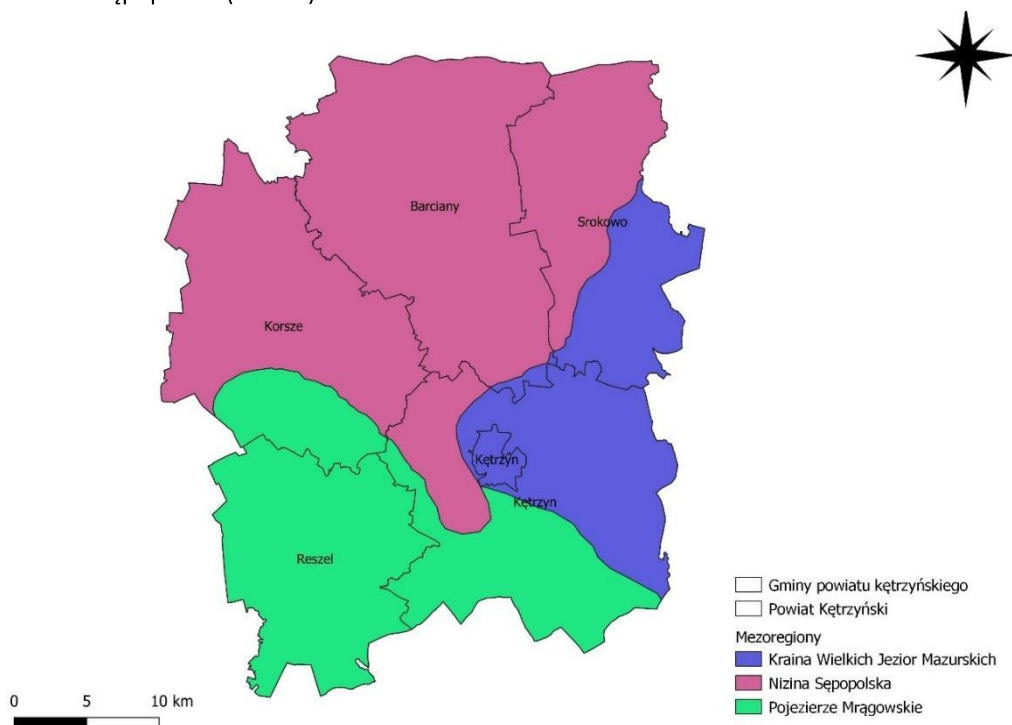 Barciany
Srokowo
Korsze
Kętrzyn
Kętrzyn
Reszel
Gminy powiatu kętrzyńskiego
Powiat Kętrzyński
Mezoregiony
Kraina Wielkich Jezior Mazurskich
Nizina Sępopolska
Pojezierze Mrągowskie
0 5 10 km